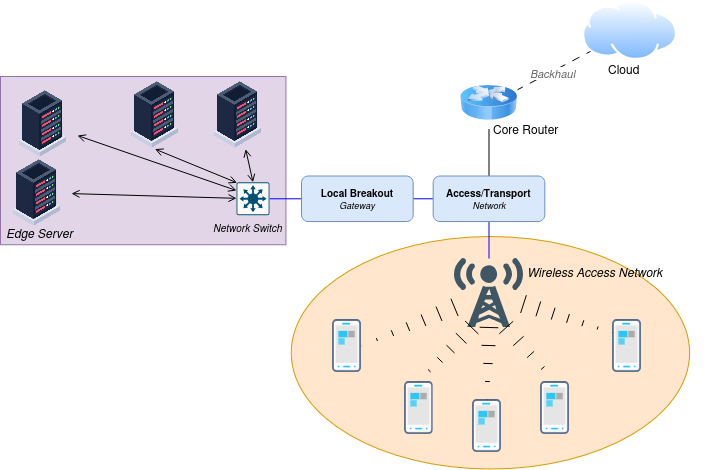 Backhaul
Cloud
Core Router
Local Breakout
Gateway
Access/Transport
Network
Edge Server
Network Switch
Wireless Access Network